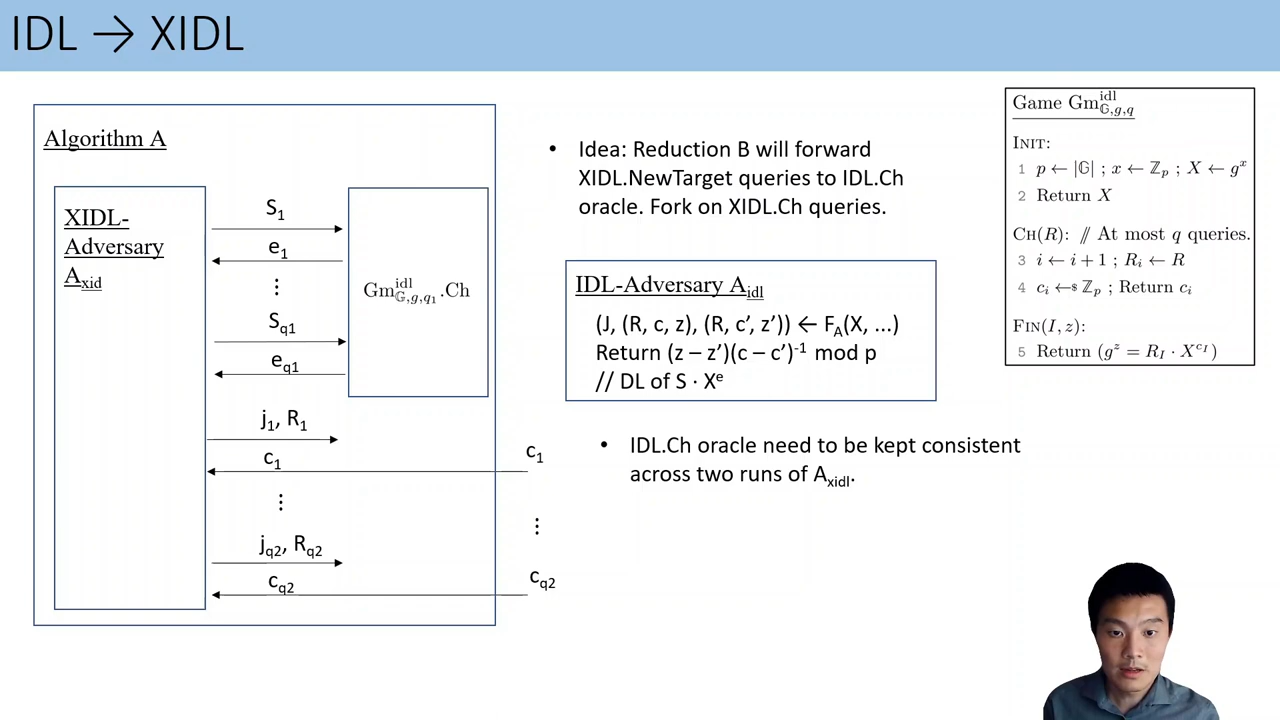 IDL → XIDL
Algorithm A
XIDL-
Adversary
A_xid
S₁
e₁
⋮
S_q1
e_q1
Gm^idl_𝔾,g,q₁.Ch
j₁, R₁
c₁
c₁
⋮
⋮
j_q2, R_q2
c_q2
c_q2
• Idea: Reduction B will forward
XIDL.NewTarget queries to IDL.Ch
oracle. Fork on XIDL.Ch queries.
IDL-Adversary A_idl
(J, (R, c, z), (R, c’, z’)) ← F_A(X, ...)
Return (z – z’)(c – c’)⁻¹ mod p
// DL of S · Xᵉ
• IDL.Ch oracle need to be kept consistent
across two runs of A_xidl.
Game Gm^idl_𝔾,g,q
INIT:
1 p ← |𝔾| ; x ← ℤ_p ; X ← g^x
2 Return X
CH(R): // At most q queries.
3 i ← i + 1 ; R_i ← R
4 c_i ←$ ℤ_p ; Return c_i
FIN(I, z):
5 Return (g^z = R_I · X^c_I)